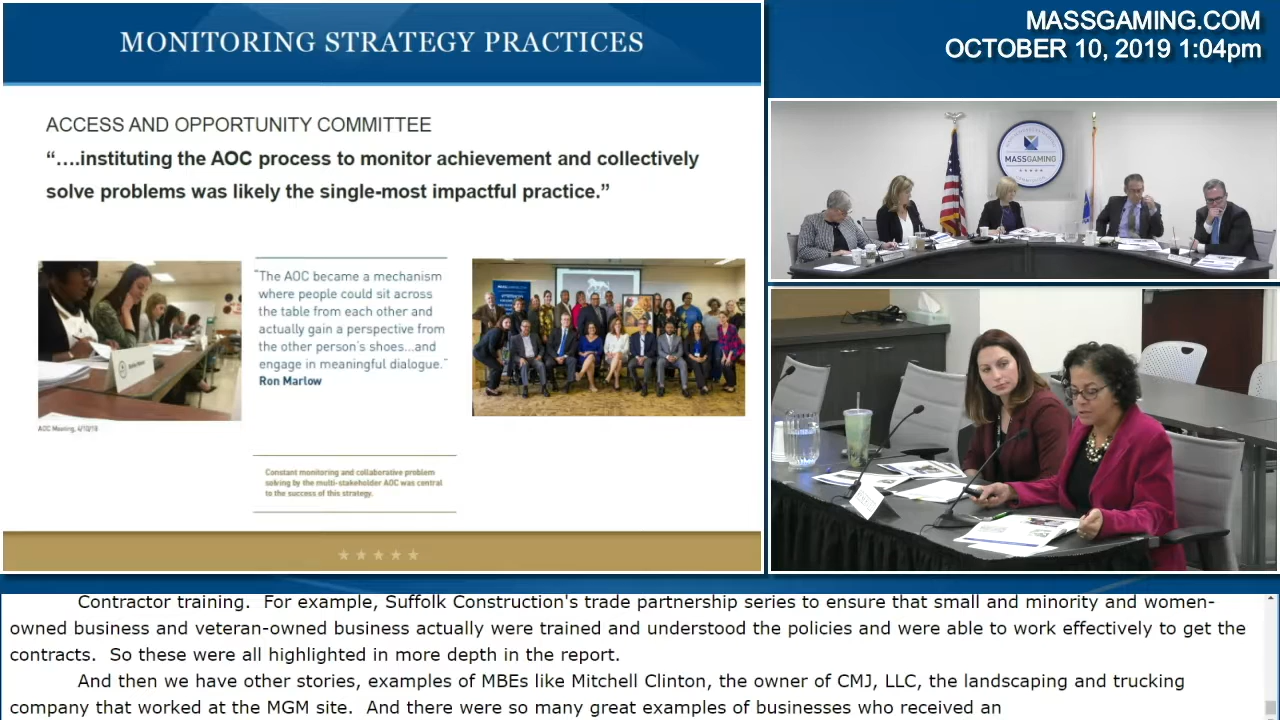 MONITORING STRATEGY PRACTICES
MASSGAMING.COM
OCTOBER 10, 2019 1:04pm
ACCESS AND OPPORTUNITY COMMITTEE
“….instituting the AOC process to monitor achievement and collectively
solve problems was likely the single-most impactful practice.”
MASSGAMING
“The AOC became a mechanism
where people could sit across
the table from each other and
actually gain a perspective from
the other person's shoes...and
engage in meaningful dialogue.”
Ron Marlow
AOC Meeting, 4/10/18
Constant monitoring and collaborative problem
solving by the multi-stakeholder AOC was central
to the success of this strategy.
Contractor training.  For example, Suffolk Construction's trade partnership series to ensure that small and minority and women-
owned business and veteran-owned business actually were trained and understood the policies and were able to work effectively to get the
contracts.  So these were all highlighted in more depth in the report.
And then we have other stories, examples of MBEs like Mitchell Clinton, the owner of CMJ, LLC, the landscaping and trucking
company that worked at the MGM site.  And there were so many great examples of businesses who received an